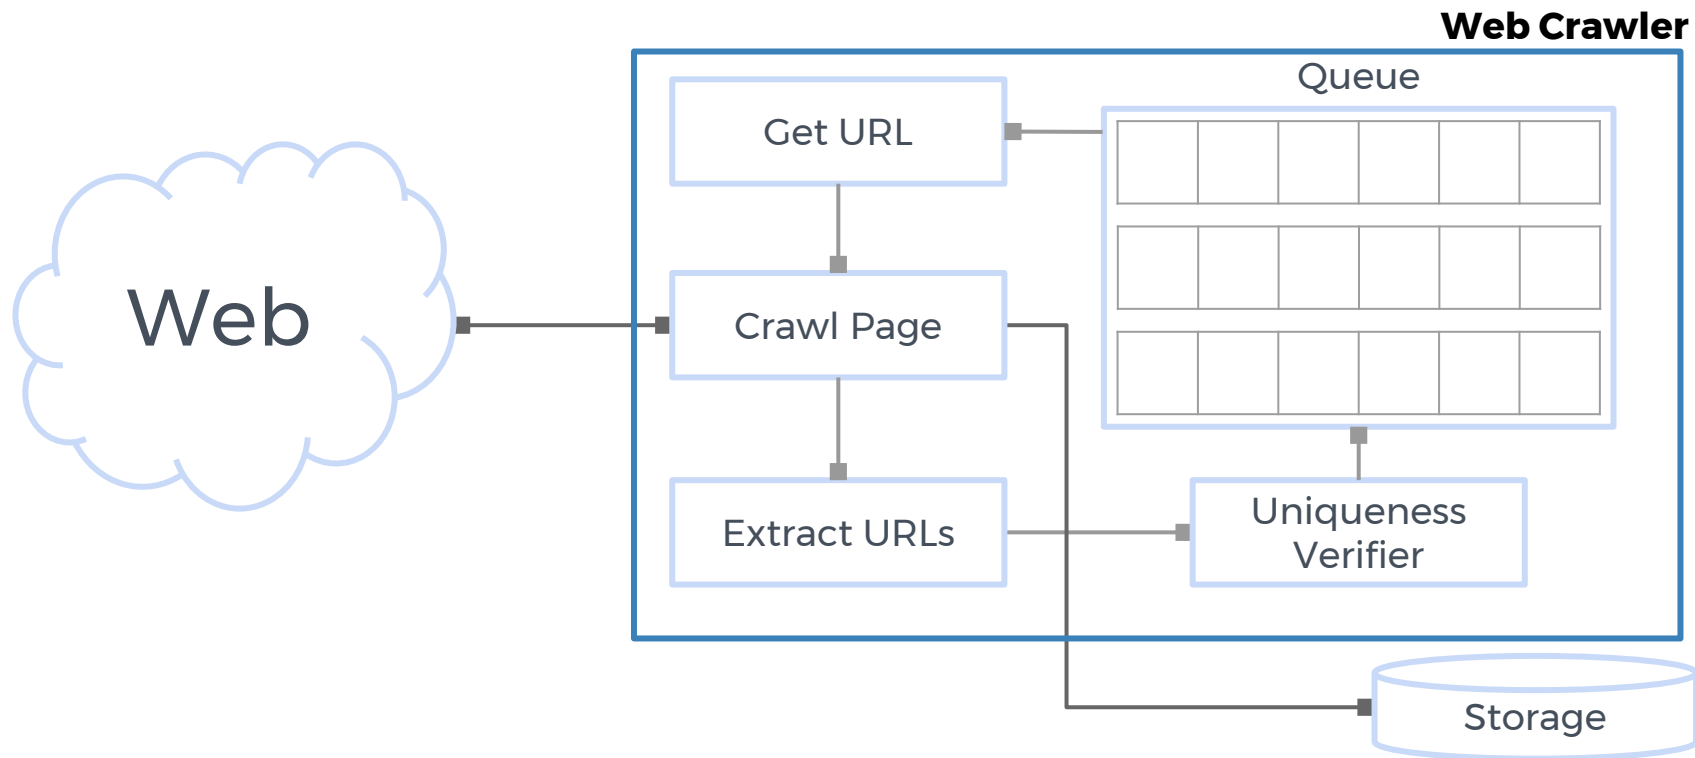 Web Crawler
Queue
Get URL
Web
Crawl Page
Extract URLs
Uniqueness
Verifier
Storage